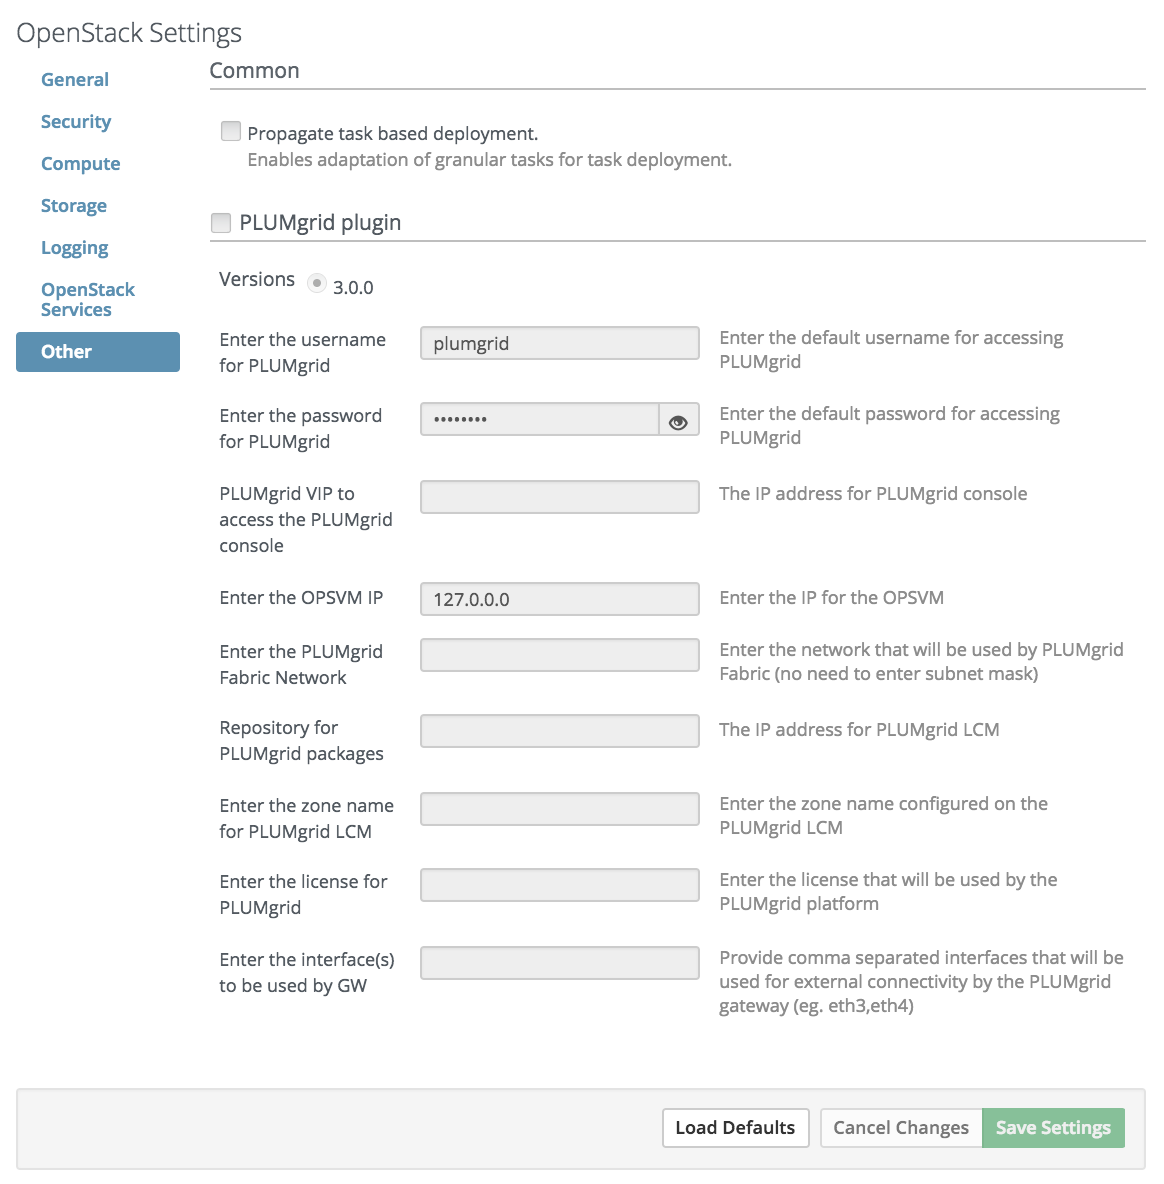 OpenStack Settings
General
Security
Compute
Storage
Logging
OpenStack
Services
Other
Common
Propagate task based deployment.
Enables adaptation of granular tasks for task deployment.
PLUMgrid plugin
Versions
3.0.0
Enter the username
for PLUMgrid
plumgrid
Enter the default username for accessing
PLUMgrid
Enter the password
for PLUMgrid
••••••••
Enter the default password for accessing
PLUMgrid
PLUMgrid VIP to
access the PLUMgrid
console
The IP address for PLUMgrid console
Enter the OPSVM IP
127.0.0.0
Enter the IP for the OPSVM
Enter the PLUMgrid
Fabric Network
Enter the network that will be used by PLUMgrid
Fabric (no need to enter subnet mask)
Repository for
PLUMgrid packages
The IP address for PLUMgrid LCM
Enter the zone name
for PLUMgrid LCM
Enter the zone name configured on the
PLUMgrid LCM
Enter the license for
PLUMgrid
Enter the license that will be used by the
PLUMgrid platform
Enter the interface(s)
to be used by GW
Provide comma separated interfaces that will be
used for external connectivity by the PLUMgrid
gateway (eg. eth3,eth4)
Load Defaults
Cancel Changes
Save Settings